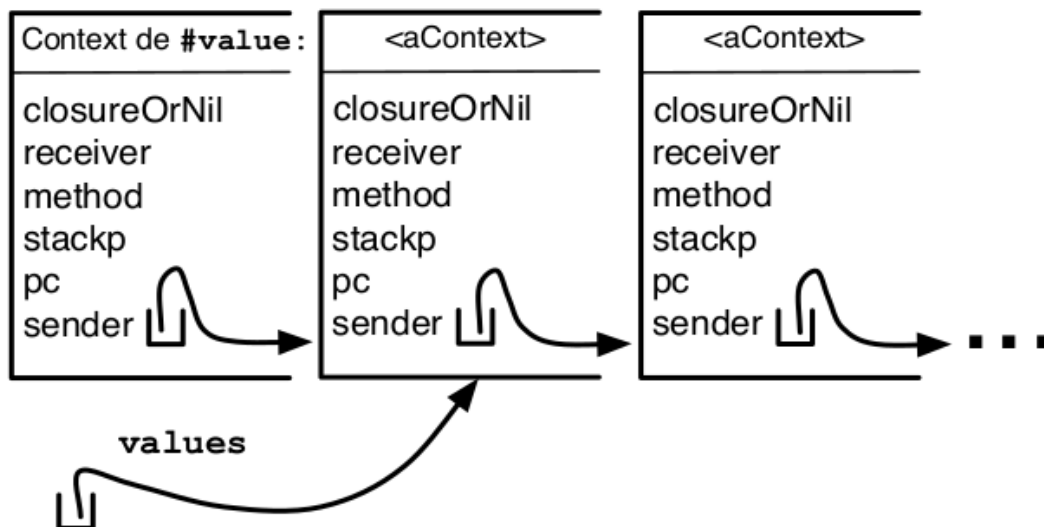 Context de #value:
closureOrNil
receiver
method
stackp
pc
sender
<aContext>
closureOrNil
receiver
method
stackp
pc
sender
<aContext>
closureOrNil
receiver
method
stackp
pc
sender
...
values